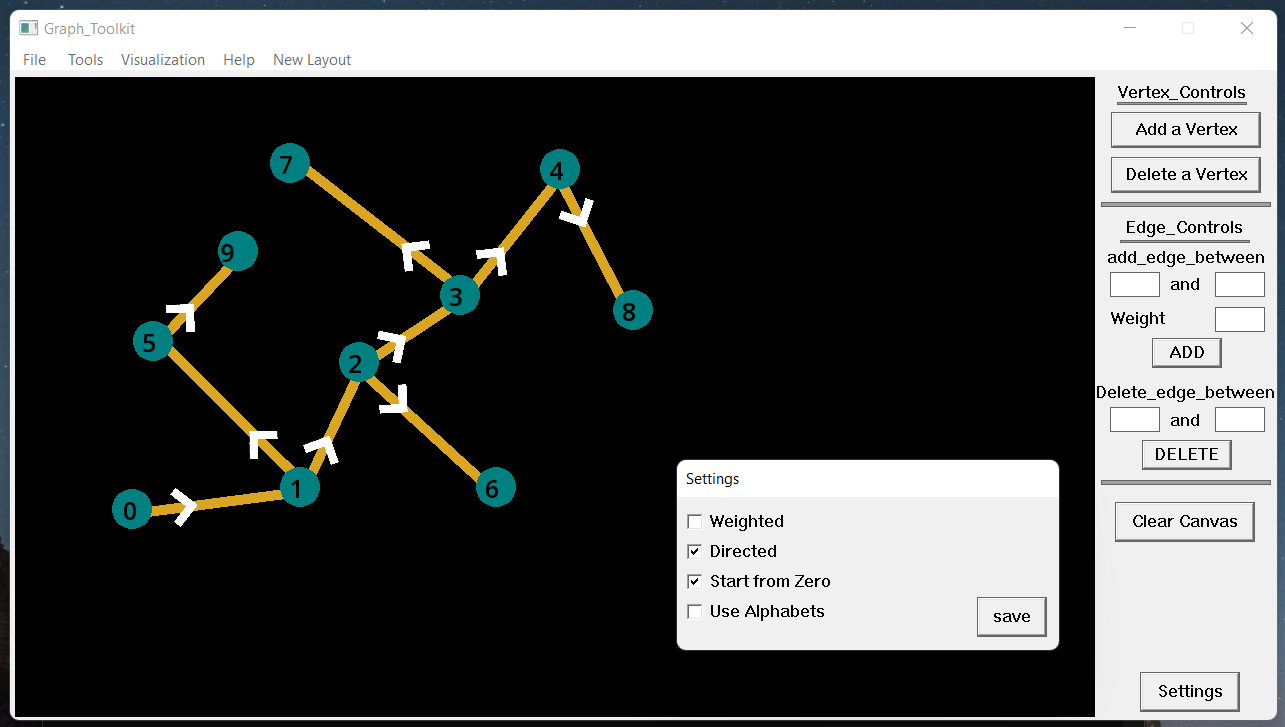 Graph_Toolkit
File Tools Visualization Help New Layout
Vertex_Controls
Add a Vertex
Delete a Vertex
Edge_Controls
add_edge_between
and
Weight
ADD
Delete_edge_between
and
DELETE
Clear Canvas
Settings
7
4
9
3
8
5
2
1
6
0
Settings
Weighted
Directed
Start from Zero
Use Alphabets
save